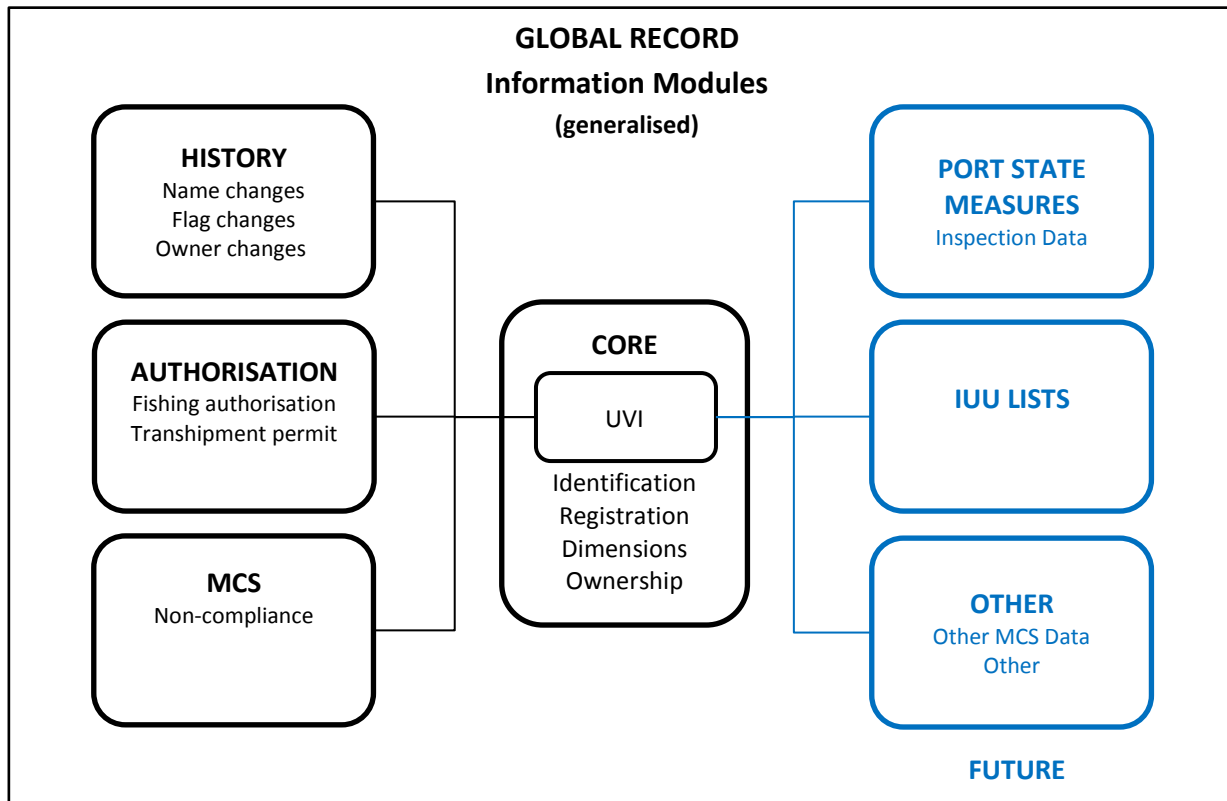 GLOBAL RECORD
Information Modules
(generalised)
HISTORY
Name changes
Flag changes
Owner changes
AUTHORISATION
Fishing authorisation
Transhipment permit
MCS
Non-compliance
CORE
UVI
Identification
Registration
Dimensions
Ownership
PORT STATE
MEASURES
Inspection Data
IUU LISTS
OTHER
Other MCS Data
Other
FUTURE